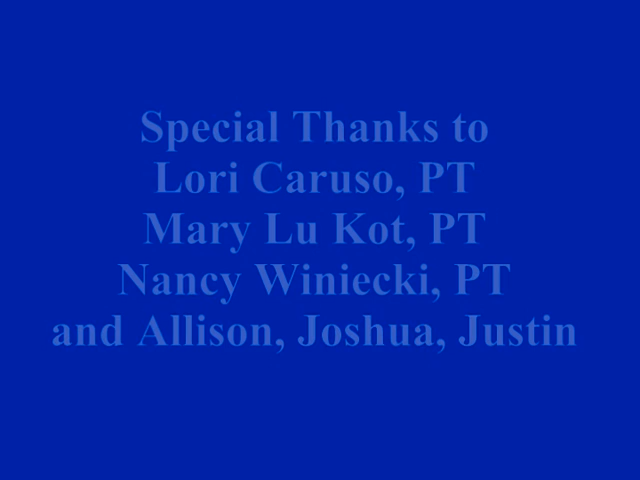 Special Thanks to
Lori Caruso, PT
Mary Lu Kot, PT
Nancy Winiecki, PT
and Allison, Joshua, Justin